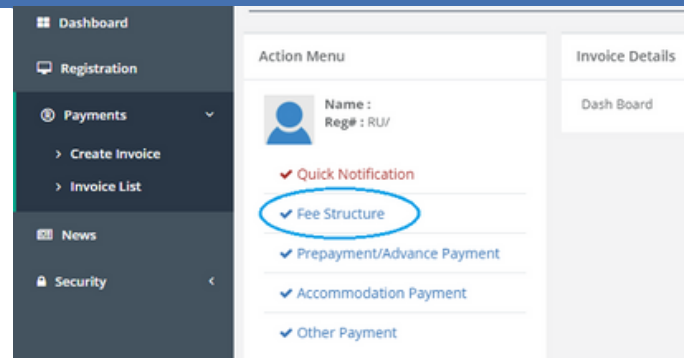 Dashboard
Registration
Payments
Create Invoice
Invoice List
News
Security
Action Menu
Name :
Reg# : RU/
Quick Notification
Fee Structure
Prepayment/Advance Payment
Accommodation Payment
Other Payment
Invoice Details
Dash Board